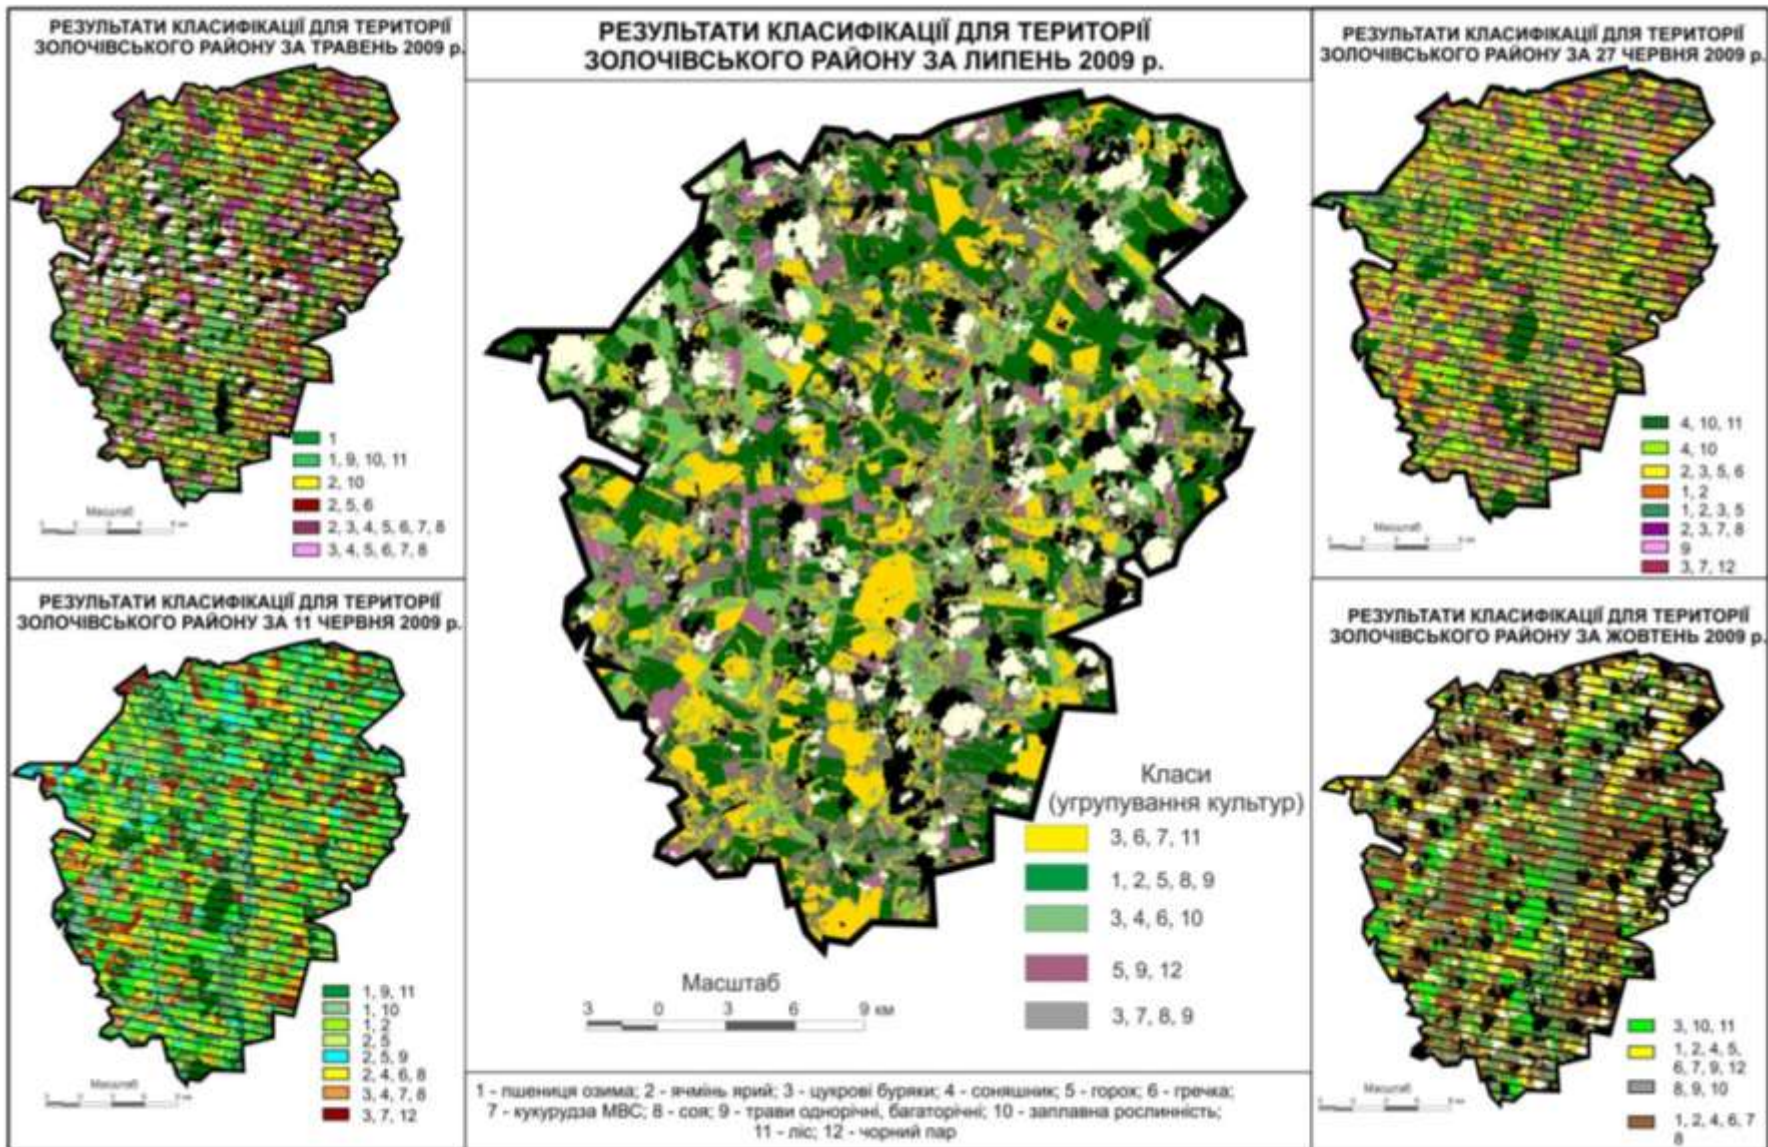 РЕЗУЛЬТАТИ КЛАСИФІКАЦІЇ ДЛЯ ТЕРИТОРІЇ
ЗОЛОЧІВСЬКОГО РАЙОНУ ЗА ТРАВЕНЬ 2009 р.
1
1, 9, 10, 11
2, 10
2, 5, 6
2, 3, 4, 5, 6, 7, 8
3, 4, 5, 6, 7, 8
Масштаб
РЕЗУЛЬТАТИ КЛАСИФІКАЦІЇ ДЛЯ ТЕРИТОРІЇ
ЗОЛОЧІВСЬКОГО РАЙОНУ ЗА 11 ЧЕРВНЯ 2009 р.
1, 9, 11
1, 10
1, 2
2, 5
2, 5, 9
2, 4, 6, 8
3, 4, 7, 8
3, 7, 12
Масштаб
РЕЗУЛЬТАТИ КЛАСИФІКАЦІЇ ДЛЯ ТЕРИТОРІЇ
ЗОЛОЧІВСЬКОГО РАЙОНУ ЗА ЛИПЕНЬ 2009 р.
Класи
(угрупування культур)
3, 6, 7, 11
1, 2, 5, 8, 9
3, 4, 6, 10
5, 9, 12
3, 7, 8, 9
Масштаб
3 0 3 6 9 км
1 - пшениця озима; 2 - ячмінь ярий; 3 - цукрові буряки; 4 - соняшник; 5 - горох; 6 - гречка;
7 - кукурудза МВС; 8 - соя; 9 - трави однорічні, багаторічні; 10 - заплавна рослинність;
11 - ліс; 12 - чорний пар
РЕЗУЛЬТАТИ КЛАСИФІКАЦІЇ ДЛЯ ТЕРИТОРІЇ
ЗОЛОЧІВСЬКОГО РАЙОНУ ЗА 27 ЧЕРВНЯ 2009 р.
4, 10, 11
4, 10
2, 3, 5, 6
1, 2
1, 2, 3, 5
2, 3, 7, 8
9
3, 7, 12
Масштаб
РЕЗУЛЬТАТИ КЛАСИФІКАЦІЇ ДЛЯ ТЕРИТОРІЇ
ЗОЛОЧІВСЬКОГО РАЙОНУ ЗА ЖОВТЕНЬ 2009 р.
3, 10, 11
1, 2, 4, 5,
6, 7, 9, 12
8, 9, 10
1, 2, 4, 6, 7
8
Масштаб